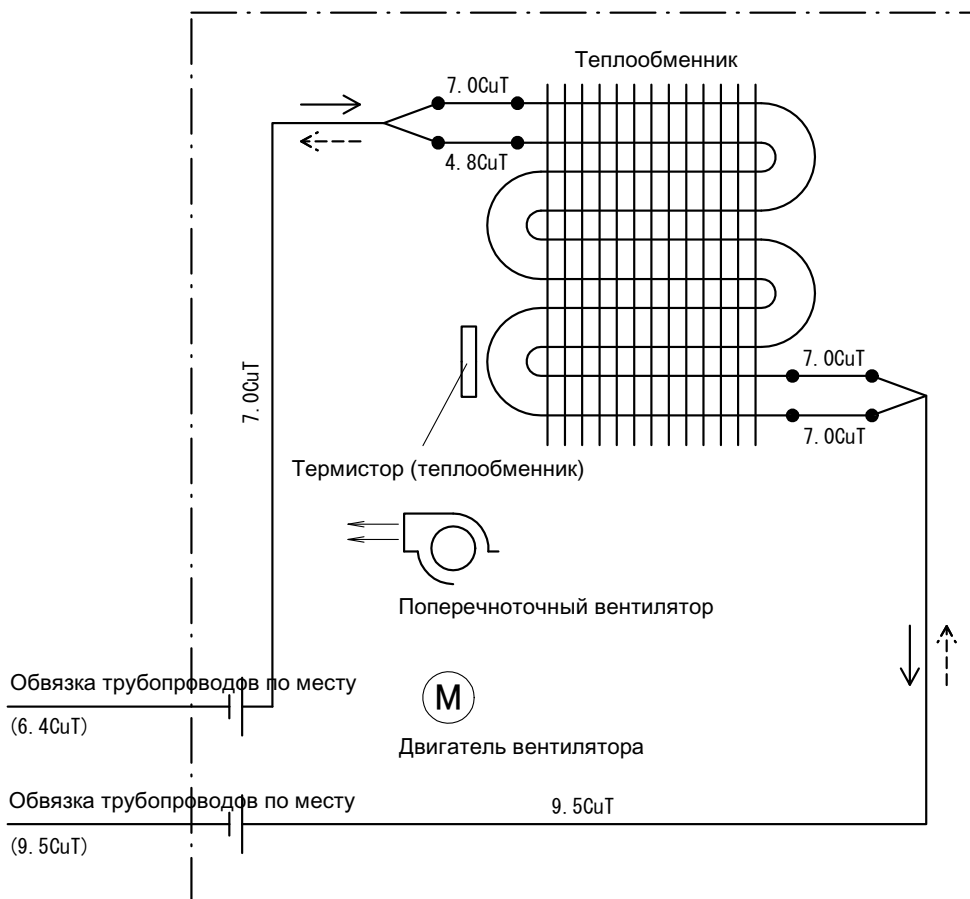 Теплообменник
7.0CuT
4.8CuT
7.0CuT
7.0CuT
7.0CuT
Термистор (теплообменник)
Поперечноточный вентилятор
Обвязка трубопроводов по месту
(6.4CuT)
M
Двигатель вентилятора
Обвязка трубопроводов по месту
9.5CuT
(9.5CuT)